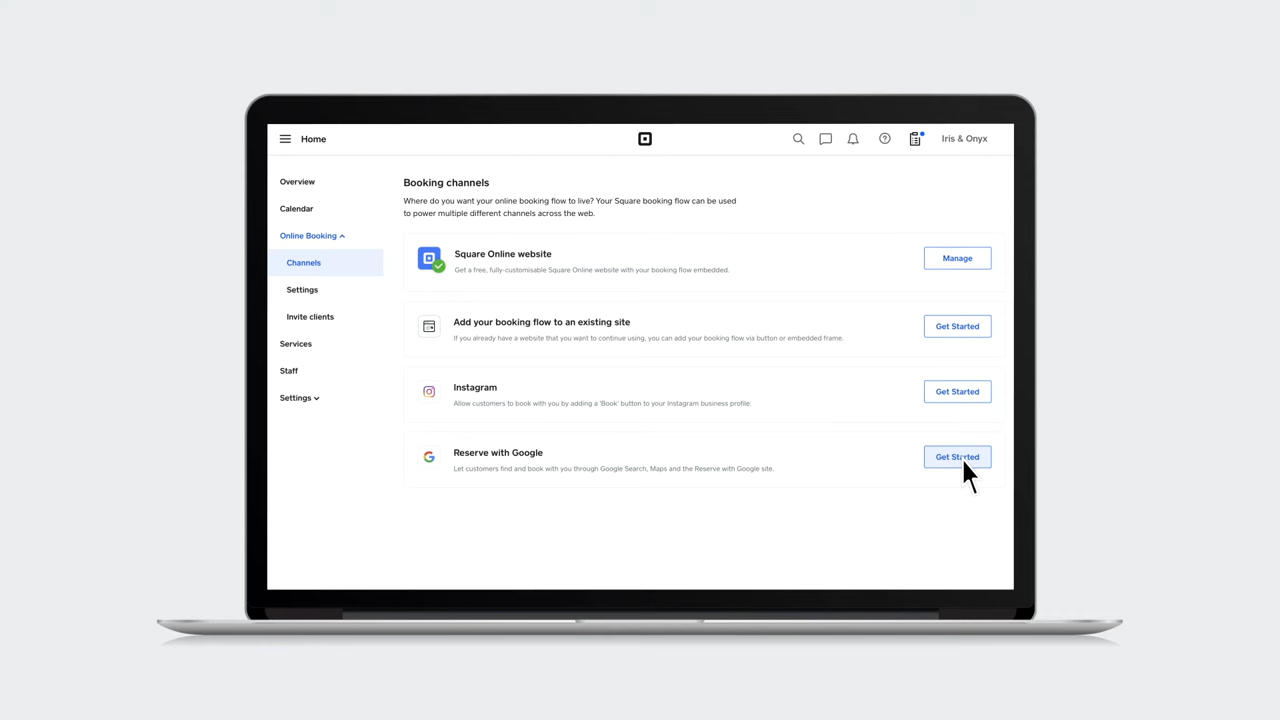 Home
Iris & Onyx
Overview
Calendar
Online Booking
Channels
Settings
Invite clients
Services
Staff
Settings
Booking channels
Where do you want your online booking flow to live? Your Square booking flow can be used
to power multiple different channels across the web.
Square Online website
Get a free, fully-customisable Square Online website with your booking flow embedded.
Manage
Add your booking flow to an existing site
If you already have a website that you want to continue using, you can add your booking flow via button or embedded frame.
Get Started
Instagram
Allow customers to book with you by adding a 'Book' button to your Instagram business profile.
Get Started
Reserve with Google
Let customers find and book with you through Google Search, Maps and the Reserve with Google site.
Get Started